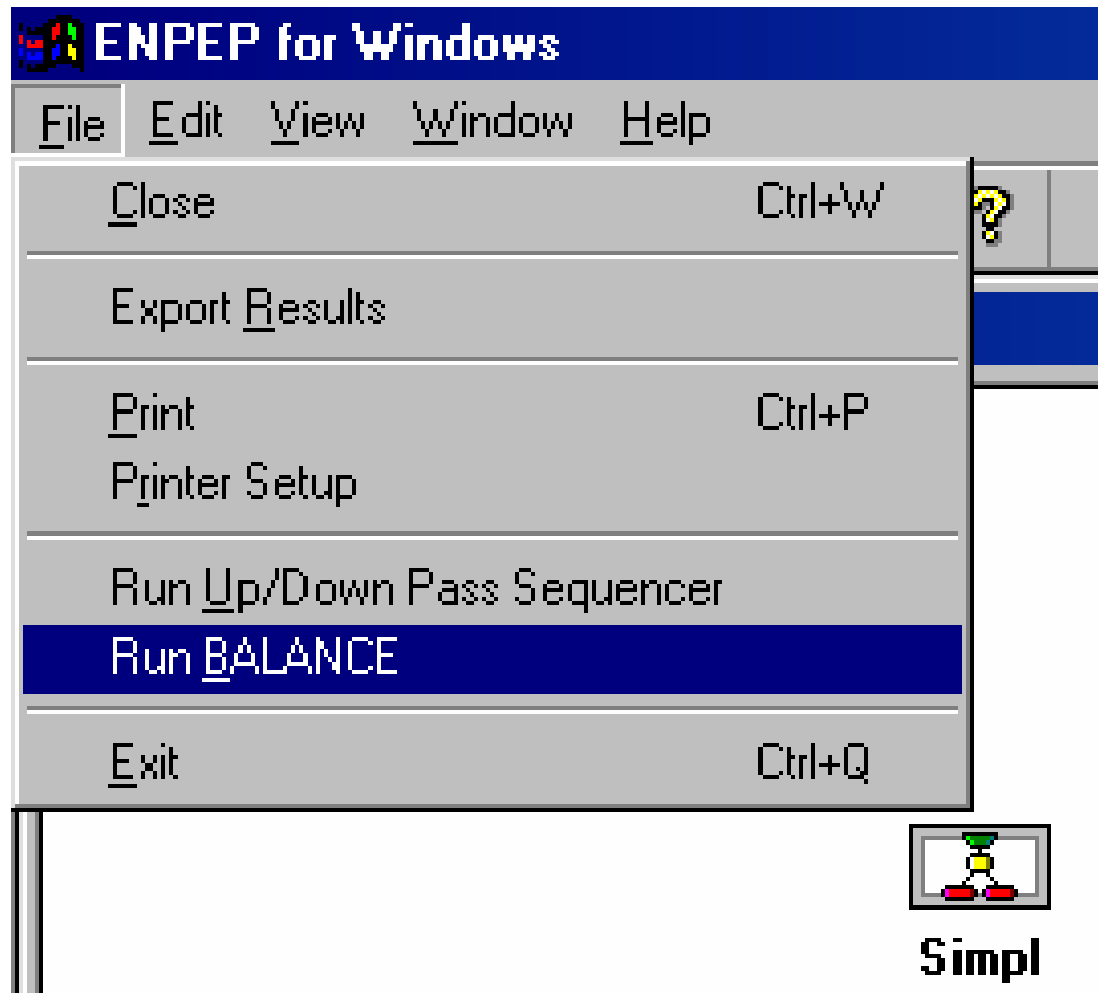 ENPEP for Windows
File Edit View Window Help
Close Ctrl+W
Export Results
Print Ctrl+P
Printer Setup
Run Up/Down Pass Sequencer
Run BALANCE
Exit Ctrl+Q
Simpl